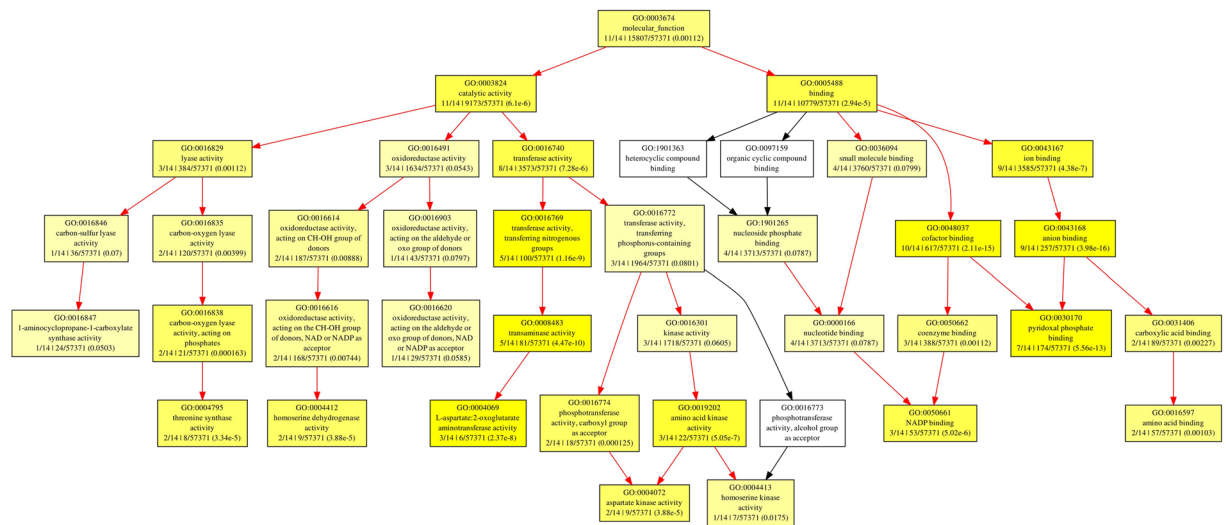 GO:0003674
molecular_function
11/14 | 15807/57371 (0.00112)
GO:0003824
catalytic activity
11/14 | 9173/57371 (6.1e-6)
GO:0005488
binding
11/14 | 10779/57371 (2.94e-5)
GO:0016829
lyase activity
3/14 | 384/57371 (0.00112)
GO:0016491
oxidoreductase activity
3/14 | 1634/57371 (0.0543)
GO:0016740
transferase activity
8/14 | 3573/57371 (7.28e-6)
GO:1901363
heterocyclic compound
binding
GO:0097159
organic cyclic compound
binding
GO:0036094
small molecule binding
4/14 | 3760/57371 (0.0799)
GO:0043167
ion binding
9/14 | 3585/57371 (4.38e-7)
GO:0016846
carbon-sulfur lyase
activity
1/14 | 36/57371 (0.07)
GO:0016835
carbon-oxygen lyase
activity
2/14 | 120/57371 (0.00399)
GO:0016614
oxidoreductase activity,
acting on CH-OH group of
donors
2/14 | 187/57371 (0.00888)
GO:0016903
oxidoreductase activity,
acting on the aldehyde or
oxo group of donors
1/14 | 43/57371 (0.0797)
GO:0016769
transferase activity,
transferring nitrogenous
groups
5/14 | 100/57371 (1.16e-9)
GO:0016772
transferase activity,
transferring
phosphorus-containing
groups
3/14 | 1964/57371 (0.0801)
GO:1901265
nucleoside phosphate
binding
4/14 | 3713/57371 (0.0787)
GO:0048037
cofactor binding
10/14 | 617/57371 (2.11e-15)
GO:0043168
anion binding
9/14 | 257/57371 (3.98e-16)
GO:0016847
1-aminocyclopropane-1-carboxylate
synthase activity
1/14 | 24/57371 (0.0503)
GO:0016838
carbon-oxygen lyase
activity, acting on
phosphates
2/14 | 21/57371 (0.000163)
GO:0016616
oxidoreductase activity,
acting on the CH-OH group
of donors, NAD or NADP as
acceptor
2/14 | 168/57371 (0.00744)
GO:0016620
oxidoreductase activity,
acting on the aldehyde or
oxo group of donors, NAD
or NADP as acceptor
1/14 | 29/57371 (0.0585)
GO:0008483
transaminase activity
5/14 | 81/57371 (4.47e-10)
GO:0016301
kinase activity
3/14 | 1718/57371 (0.0605)
GO:0000166
nucleotide binding
4/14 | 3713/57371 (0.0787)
GO:0050662
coenzyme binding
3/14 | 388/57371 (0.00112)
GO:0030170
pyridoxal phosphate
binding
7/14 | 174/57371 (5.56e-13)
GO:0031406
carboxylic acid binding
2/14 | 89/57371 (0.00227)
GO:0004795
threonine synthase
activity
2/14 | 8/57371 (3.34e-5)
GO:0004412
homoserine dehydrogenase
activity
2/14 | 9/57371 (3.88e-5)
GO:0004069
L-aspartate:2-oxoglutarate
aminotransferase activity
3/14 | 6/57371 (2.37e-8)
GO:0016774
phosphotransferase
activity, carboxyl group
as acceptor
2/14 | 18/57371 (0.000125)
GO:0019202
amino acid kinase
activity
3/14 | 22/57371 (5.05e-7)
GO:0016773
phosphotransferase
activity, alcohol group
as acceptor
GO:0050661
NADP binding
3/14 | 53/57371 (5.02e-6)
GO:0016597
amino acid binding
2/14 | 57/57371 (0.00103)
GO:0004072
aspartate kinase activity
2/14 | 9/57371 (3.88e-5)
GO:0004413
homoserine kinase
activity
1/14 | 7/57371 (0.0175)